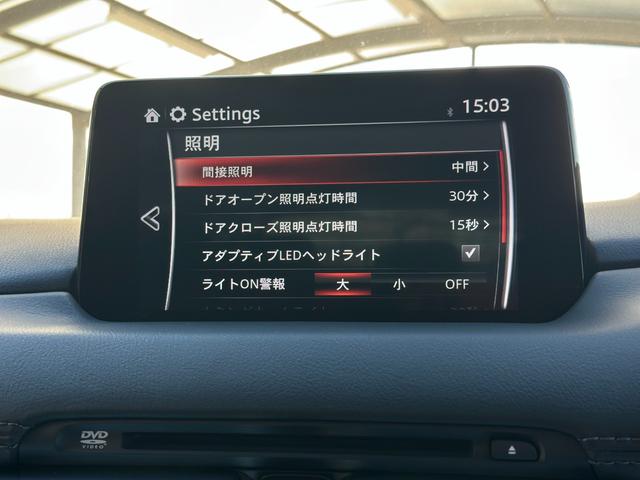 Settings 15:03
照明
間接照明 中間
ドアオープン照明点灯時間 30分
ドアクローズ照明点灯時間 15秒
アダプティブLEDヘッドライト
ライトON警報 大 小 OFF
DVD
VIDEO